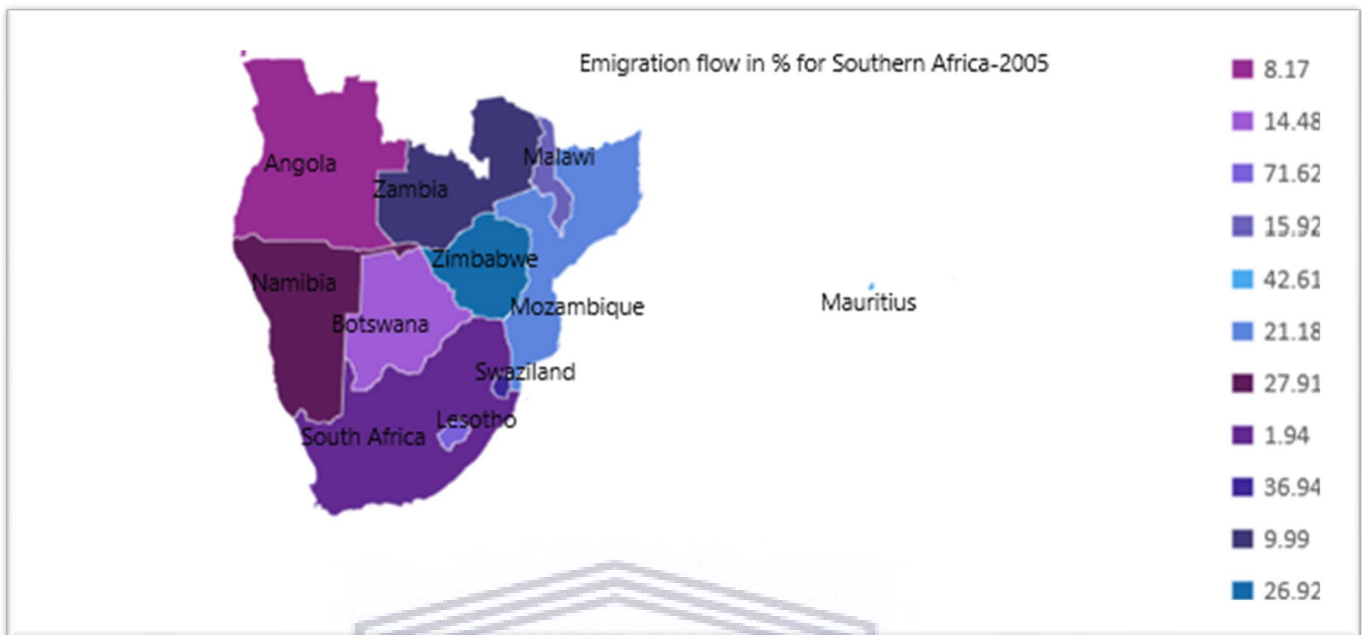 Emigration flow in % for Southern Africa-2005
Angola
Zambia
Malawi
Zimbabwe
Namibia
Botswana
Mozambique
Mauritius
Swaziland
Lesotho
South Africa
8.17
14.48
71.62
15.92
42.61
21.18
27.91
1.94
36.94
9.99
26.92